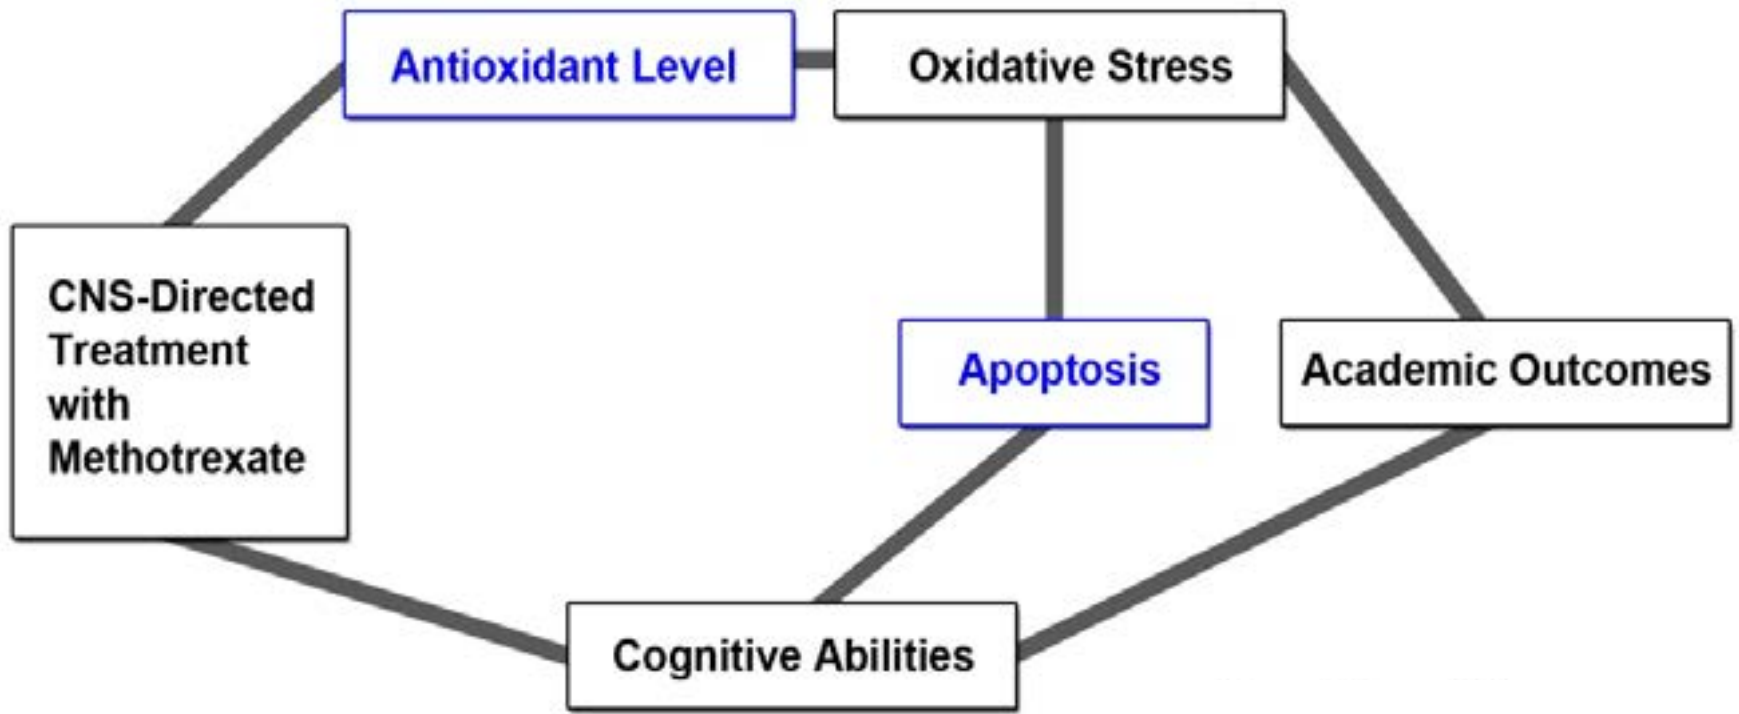 Antioxidant Level
Oxidative Stress
CNS-Directed
Treatment
with
Methotrexate
Apoptosis
Academic Outcomes
Cognitive Abilities